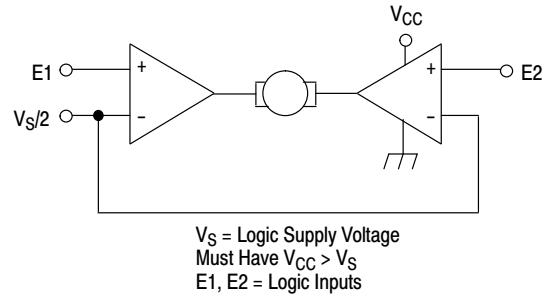 V_CC
E1
+
+
E2
V_S/2
-
-
V_S = Logic Supply Voltage
Must Have V_CC > V_S
E1, E2 = Logic Inputs